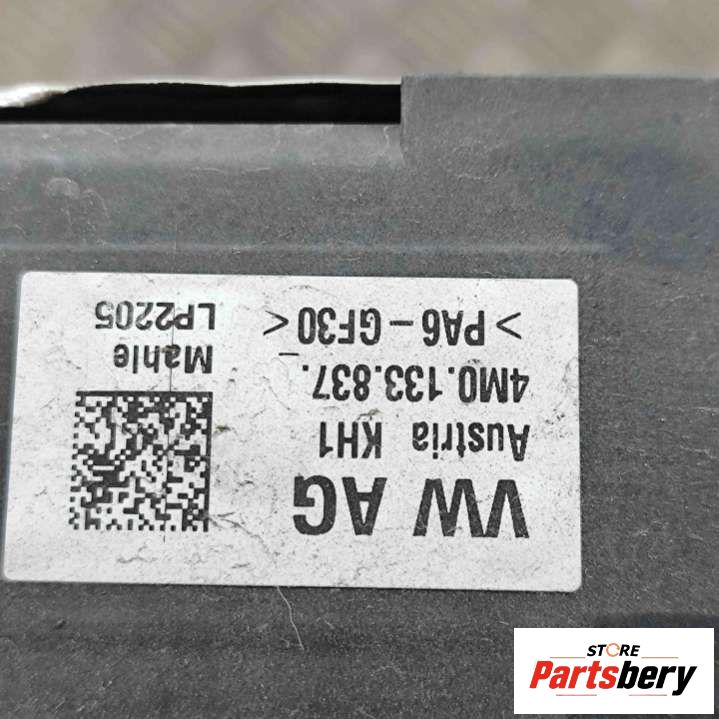 VW AG
Austria KH1
4M0.133.837._
Mahle
>PA6-GF30<
LP2205
STORE
Partsbery